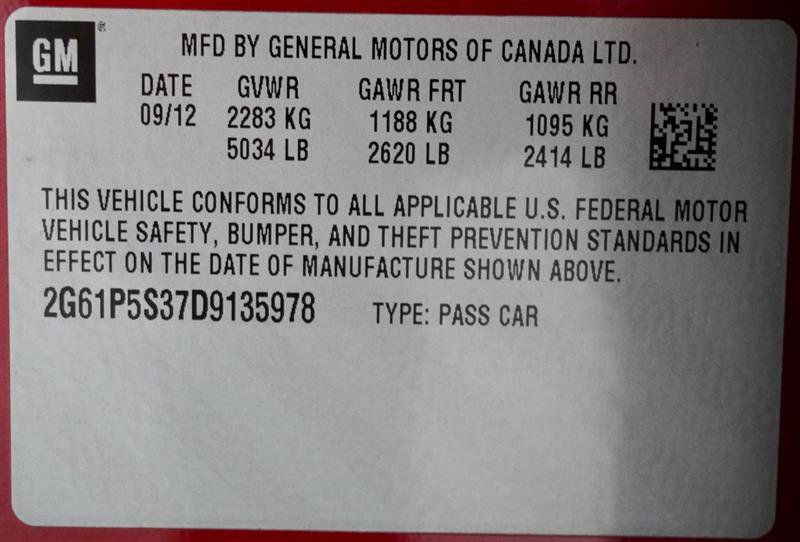 GM
MFD BY GENERAL MOTORS OF CANADA LTD.
DATE GVWR GAWR FRT GAWR RR
09/12 2283 KG 1188 KG 1095 KG
5034 LB 2620 LB 2414 LB
THIS VEHICLE CONFORMS TO ALL APPLICABLE U.S. FEDERAL MOTOR
VEHICLE SAFETY, BUMPER, AND THEFT PREVENTION STANDARDS IN
EFFECT ON THE DATE OF MANUFACTURE SHOWN ABOVE.
2G61P5S37D9135978 TYPE: PASS CAR